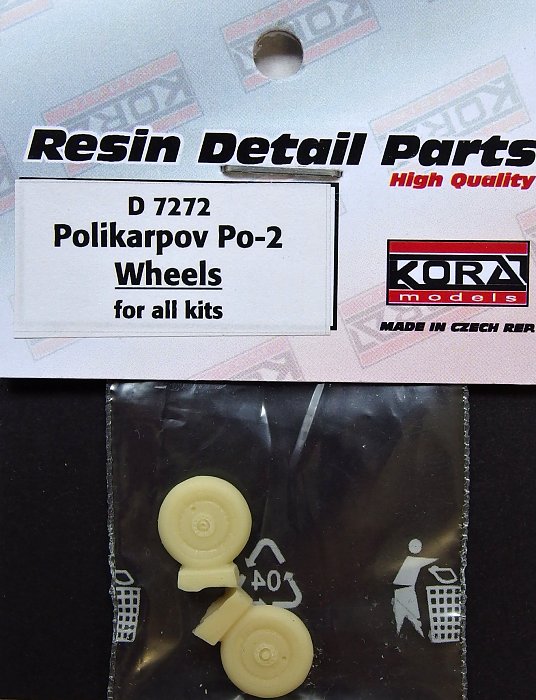 Resin Detail Parts
High Quality
D 7272
Polikarpov Po-2
Wheels
for all kits
KORA
models
MADE IN CZECH REP
04